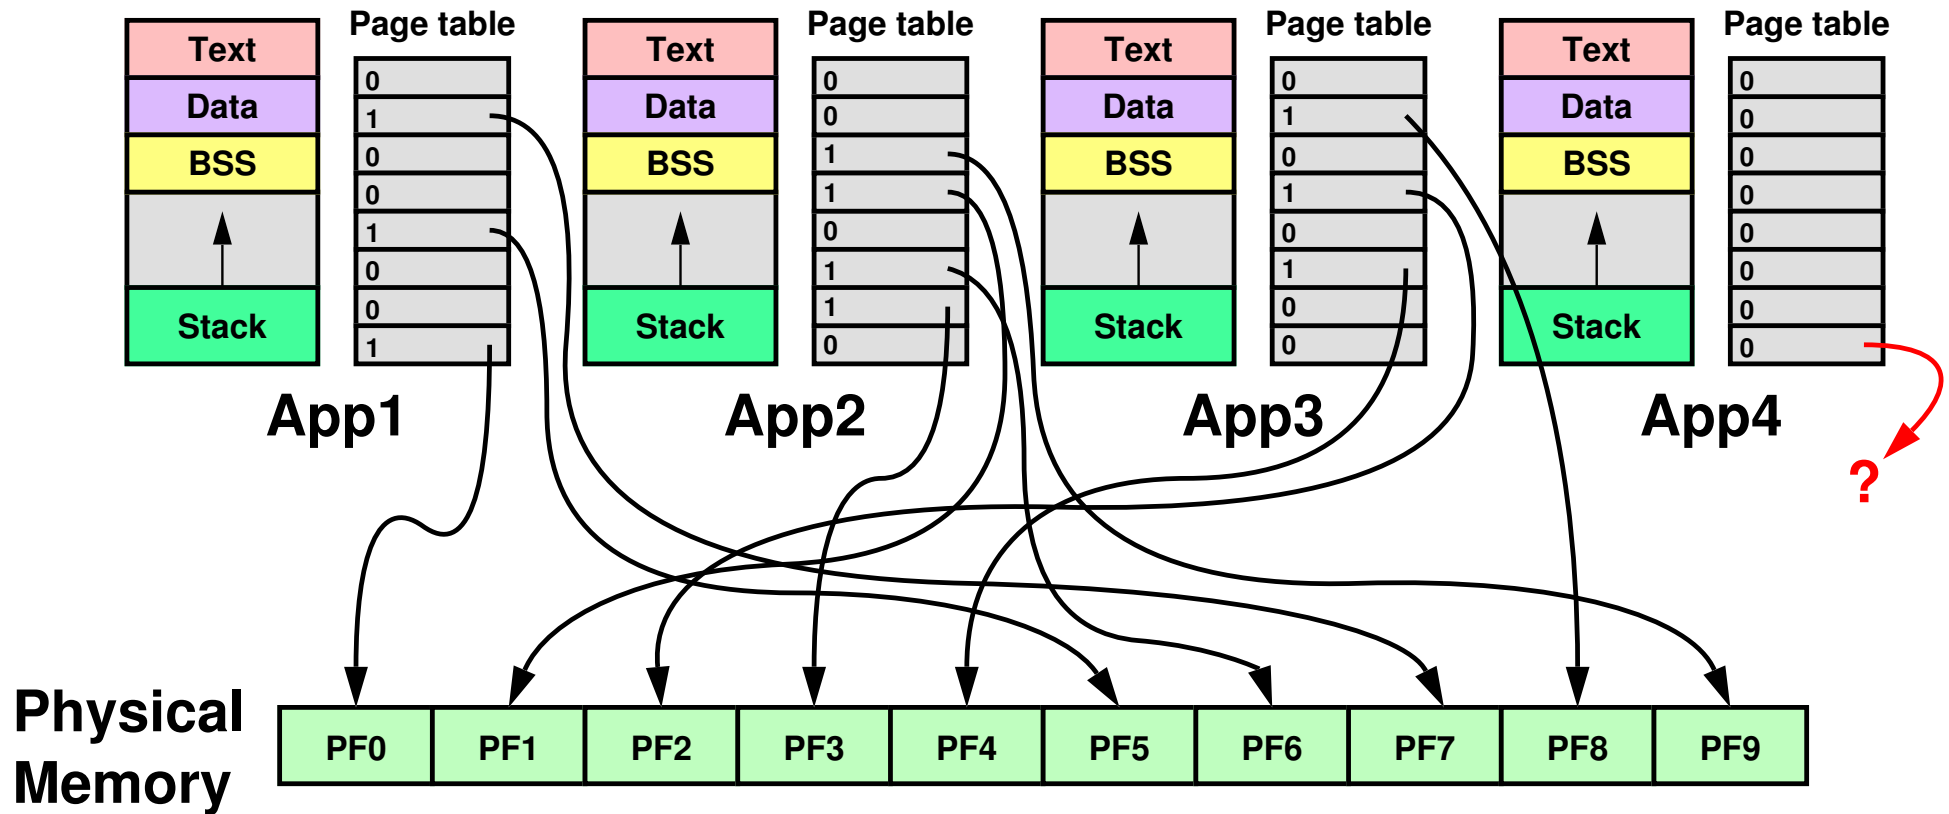 Page table Page table Page table Page table
Text Text Text Text
Data Data Data Data
BSS BSS BSS BSS
Stack Stack Stack Stack
0 0 0 0
1 0 1 0
0 1 0 0
0 1 1 0
1 0 0 0
0 1 1 0
0 1 0 0
1 0 0 0
App1 App2 App3 App4
?
Physical
Memory
PF0 PF1 PF2 PF3 PF4 PF5 PF6 PF7 PF8 PF9